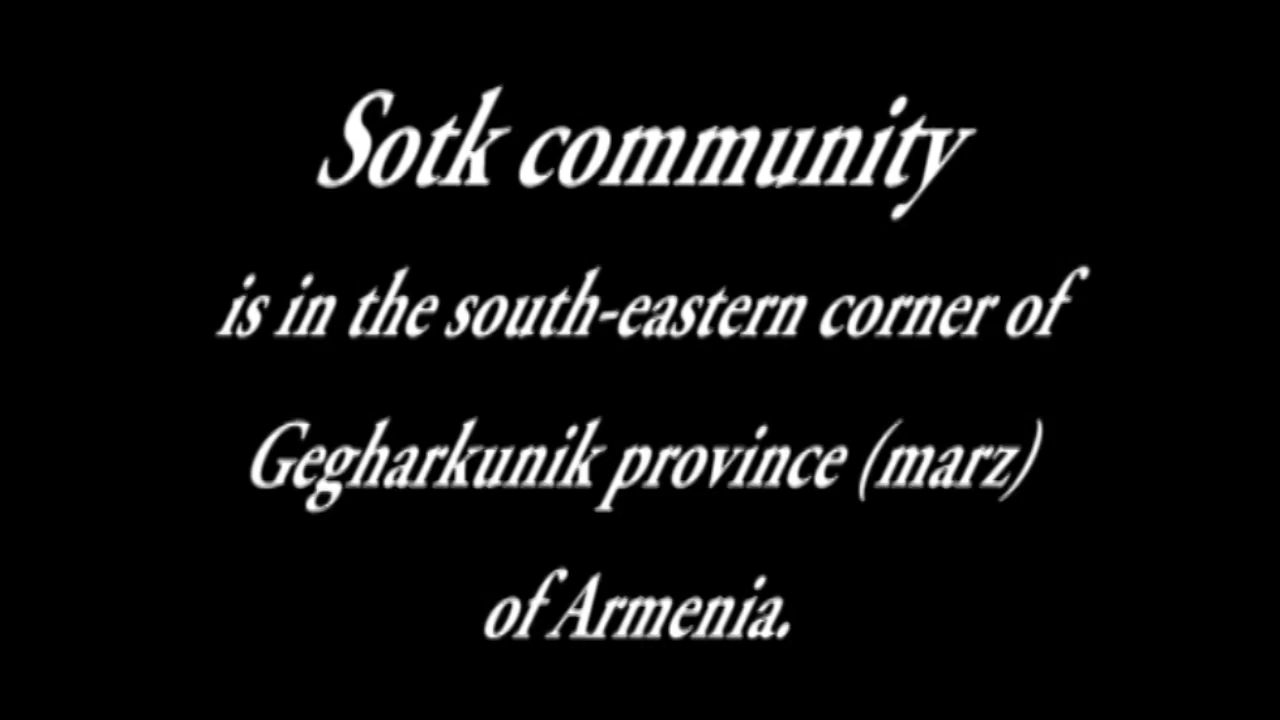 Sotk community
is in the south-eastern corner of
Gegharkunik province (marz)
of Armenia.